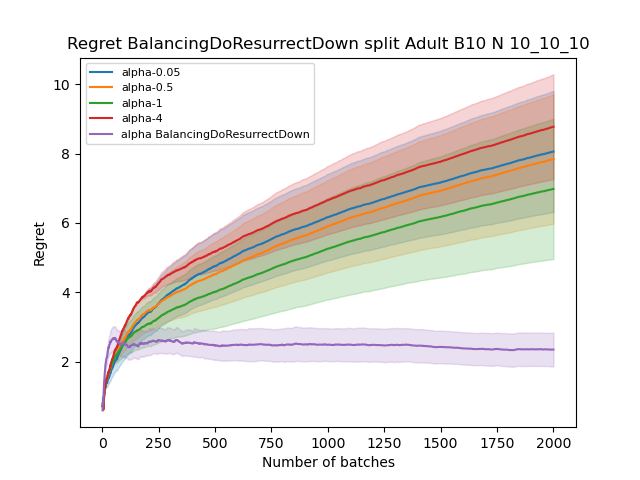 Regret BalancingDoResurrectDown split Adult B10 N 10_10_10
alpha-0.05
alpha-0.5
alpha-1
alpha-4
alpha BalancingDoResurrectDown
10
8
6
4
2
Regret
0 250 500 750 1000 1250 1500 1750 2000
Number of batches